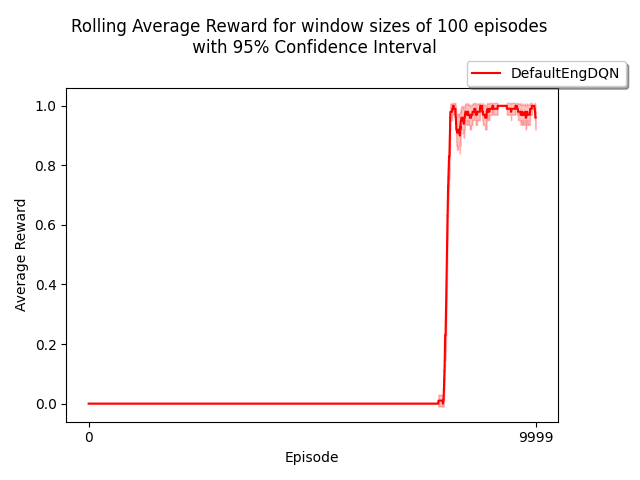 Rolling Average Reward for window sizes of 100 episodes
with 95% Confidence Interval
DefaultEngDQN
1.0
0.8
0.6
0.4
0.2
0.0
Average Reward
0 9999
Episode